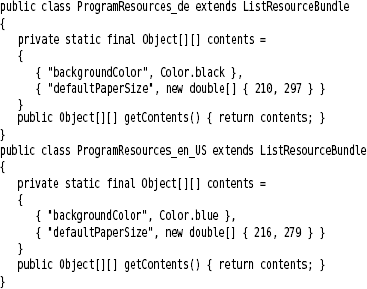 public class ProgramResources_de extends ListResourceBundle
{
private static final Object[][] contents =
{
{ "backgroundColor", Color.black },
{ "defaultPaperSize", new double[] { 210, 297 } }
}
public Object[][] getContents() { return contents; }
}
public class ProgramResources_en_US extends ListResourceBundle
{
private static final Object[][] contents =
{
{ "backgroundColor", Color.blue },
{ "defaultPaperSize", new double[] { 216, 279 } }
}
public Object[][] getContents() { return contents; }
}